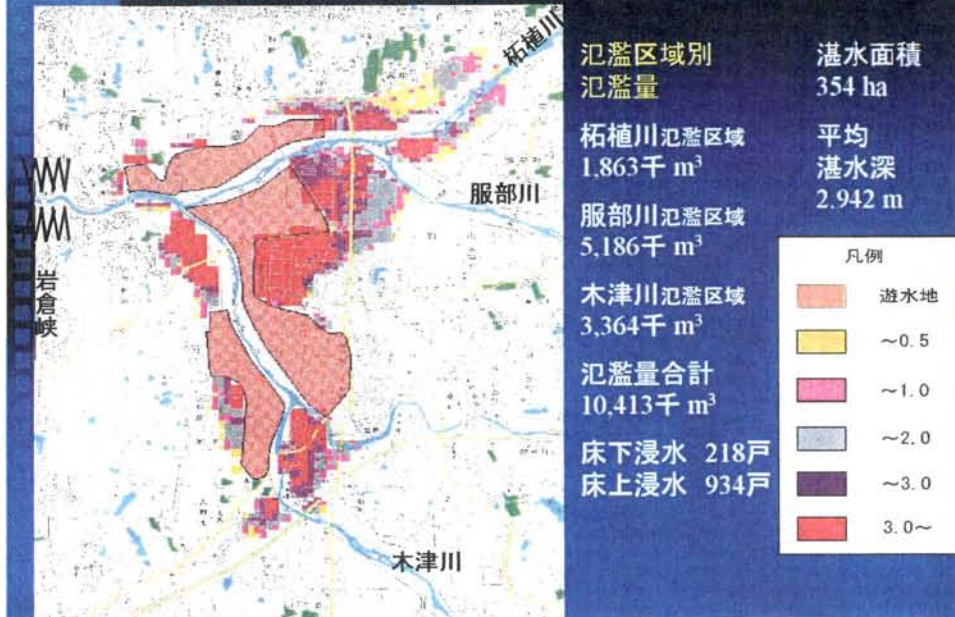 柘植川
服部川
岩倉峡
木津川
氾濫区域別
氾濫量
柘植川氾濫区域
1,863千 m³
服部川氾濫区域
5,186千 m³
木津川氾濫区域
3,364千 m³
氾濫量合計
10,413千 m³
床下浸水 218戸
床上浸水 934戸
湛水面積
354 ha
平均
湛水深
2.942 m
凡例
遊水地
～0.5
～1.0
～2.0
～3.0
3.0～